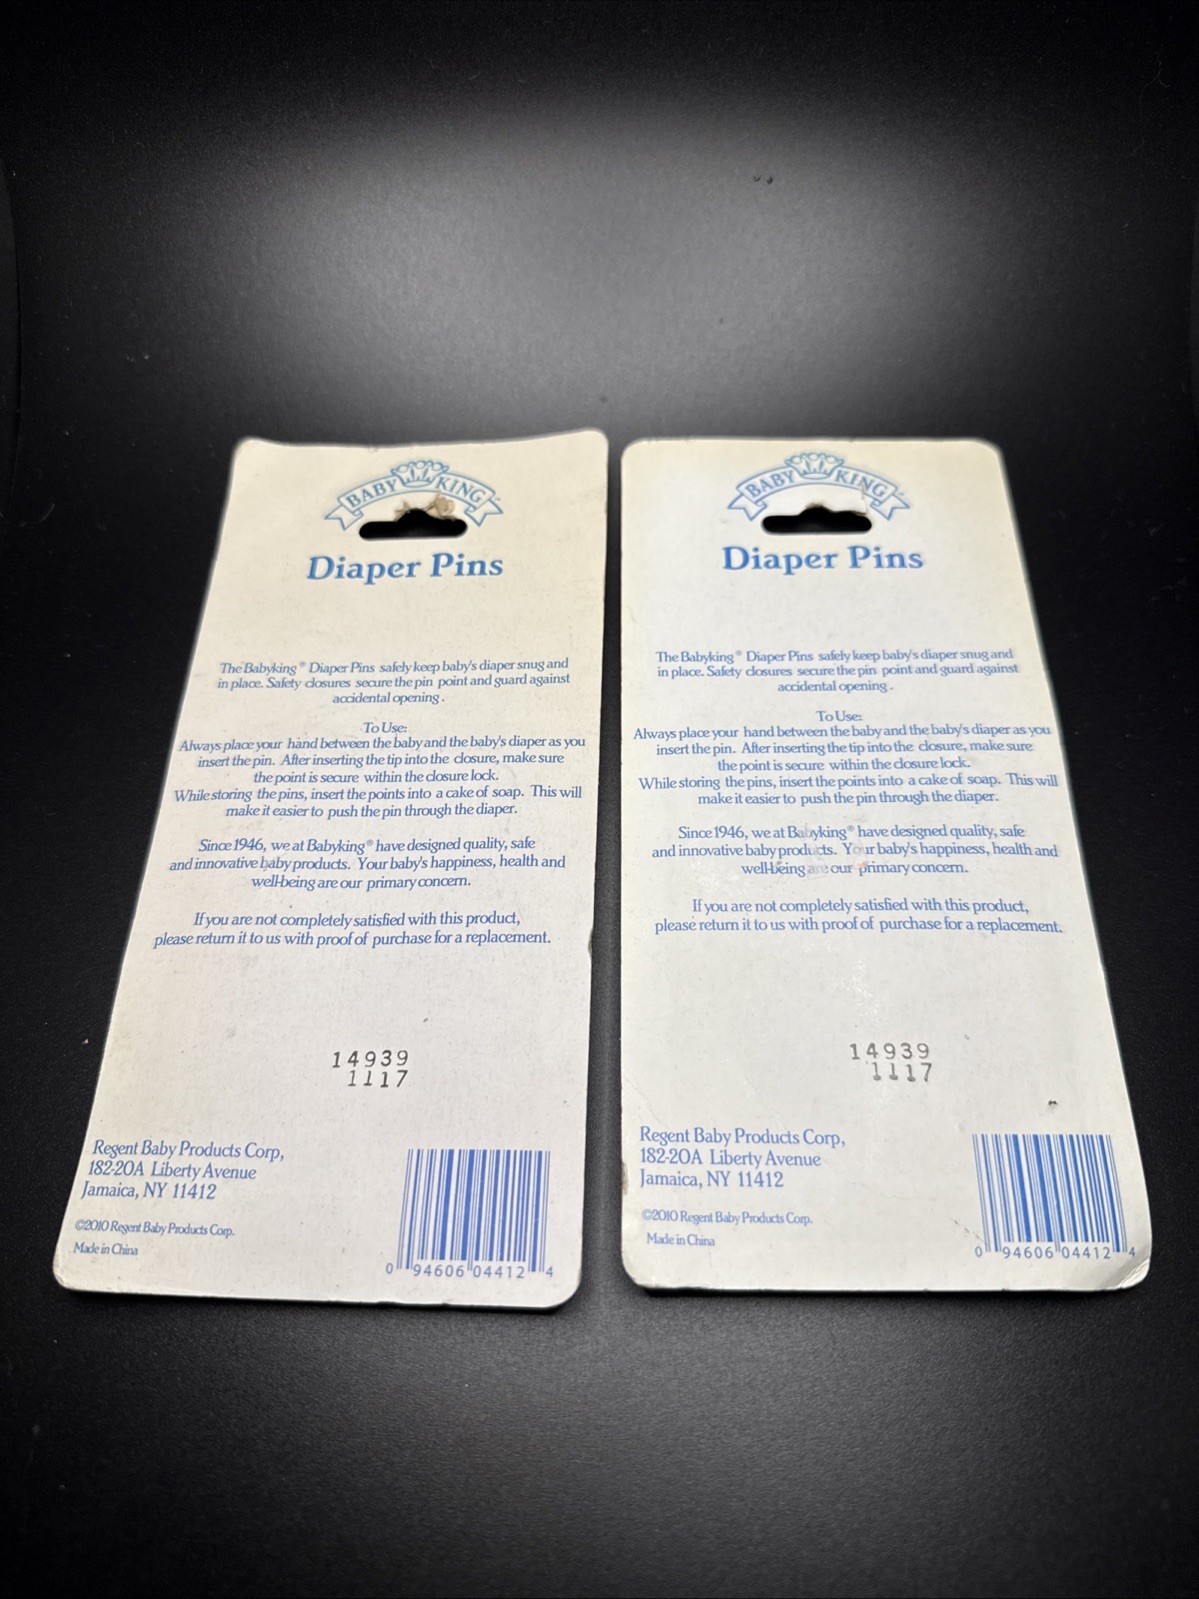 BABY KING
Diaper Pins
The Babyking® Diaper Pins safely keep baby's diaper snug and
in place. Safety closures secure the pin point and guard against
accidental opening.
To Use:
Always place your hand between the baby and the baby's diaper as you
insert the pin. After inserting the tip into the closure, make sure
the point is secure within the closure lock.
While storing the pins, insert the points into a cake of soap. This will
make it easier to push the pin through the diaper.
Since 1946, we at Babyking® have designed quality, safe
and innovative baby products. Your baby's happiness, health and
well-being are our primary concern.
If you are not completely satisfied with this product,
please return it to us with proof of purchase for a replacement.
14939
1117
Regent Baby Products Corp,
182-20A Liberty Avenue
Jamaica, NY 11412
©2010 Regent Baby Products Corp.
Made in China
0 94606 04412 4
BABY KING
Diaper Pins
The Babyking® Diaper Pins safely keep baby's diaper snug and
in place. Safety closures secure the pin point and guard against
accidental opening.
To Use:
Always place your hand between the baby and the baby's diaper as you
insert the pin. After inserting the tip into the closure, make sure
the point is secure within the closure lock.
While storing the pins, insert the points into a cake of soap. This will
make it easier to push the pin through the diaper.
Since 1946, we at Babyking® have designed quality, safe
and innovative baby products. Your baby's happiness, health and
well-being are our primary concern.
If you are not completely satisfied with this product,
please return it to us with proof of purchase for a replacement.
14939
1117
Regent Baby Products Corp,
182-20A Liberty Avenue
Jamaica, NY 11412
©2010 Regent Baby Products Corp.
Made in China
0 94606 04412 4